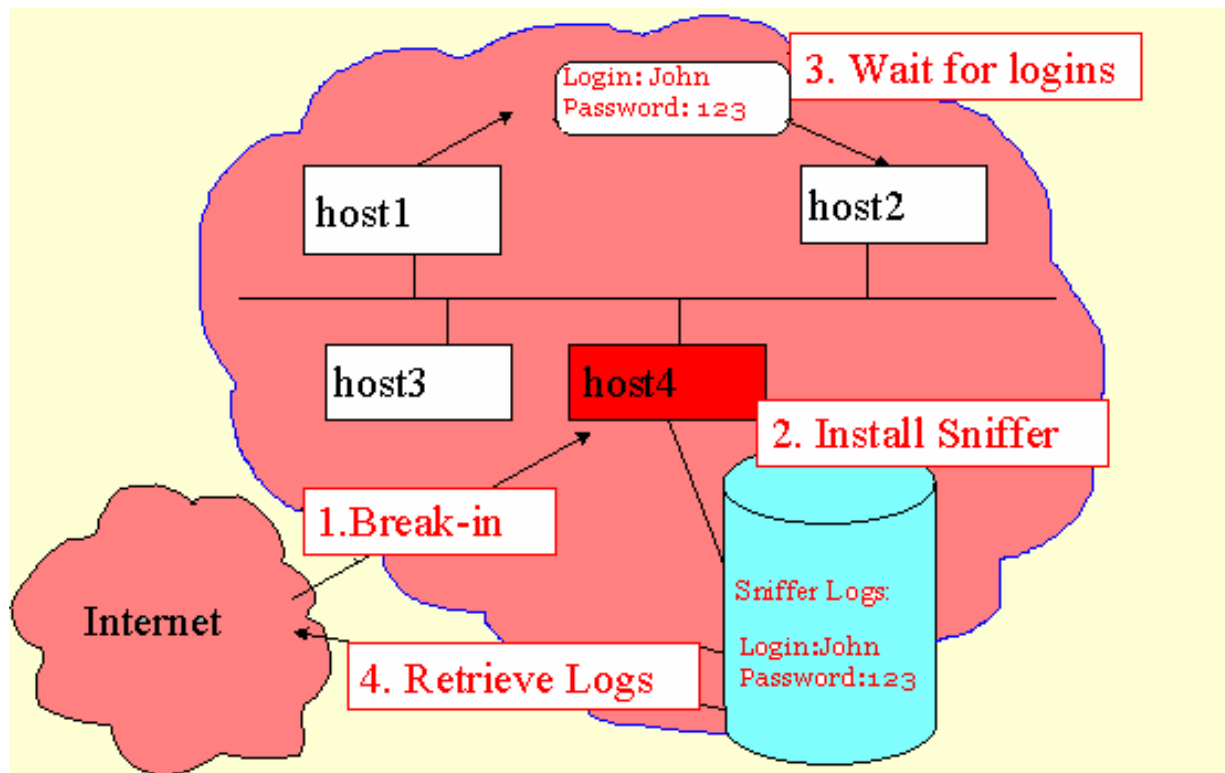 3. Wait for logins
Login: John
Password: 123
host1
host2
host3
host4
2. Install Sniffer
1.Break-in
Sniffer Logs:
Internet
Login:John
Password:123
4. Retrieve Logs